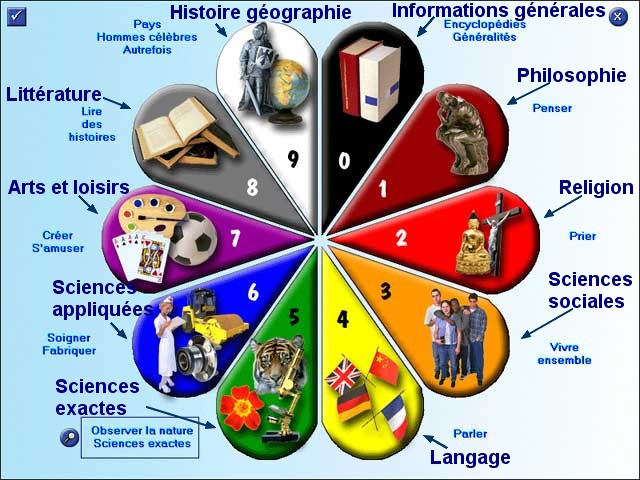 Histoire géographie
Pays
Hommes célèbres
Autrefois
Informations générales
Encyclopédies
Généralités
Philosophie
Penser
Littérature
Lire
des
histoires
Religion
Prier
Arts et loisirs
Créer
S'amuser
Sciences
sociales
Vivre
ensemble
Sciences
appliquées
Soigner
Fabriquer
Sciences
exactes
Observer la nature
Sciences exactes
Parler
Langage
9
0
8
1
7
2
6
3
5
4